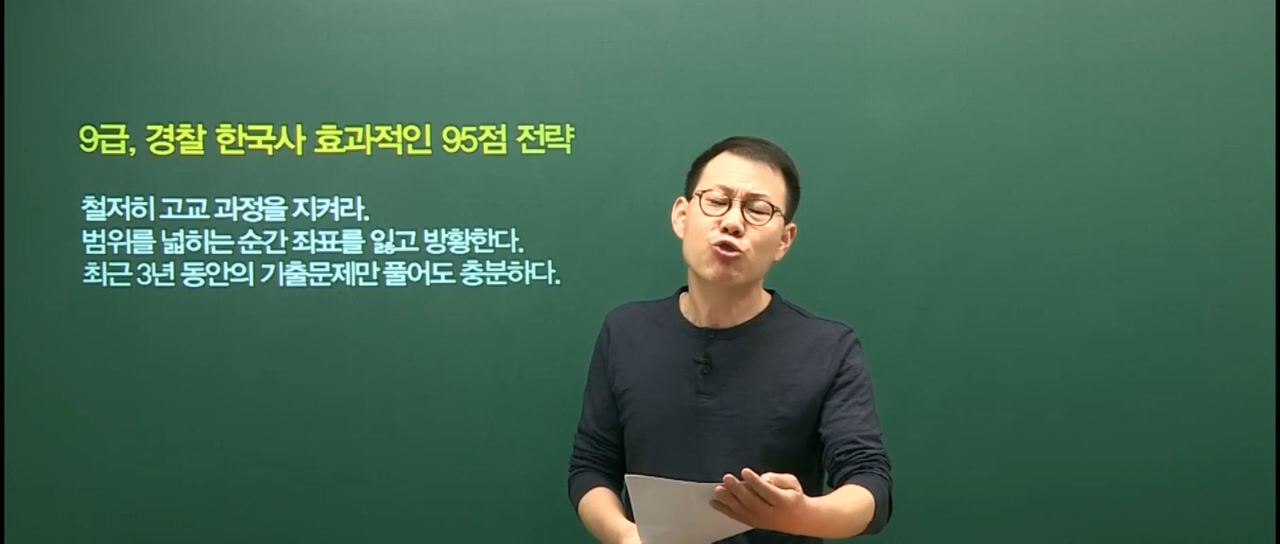 9급, 경찰 한국사 효과적인 95점 전략
철저히 고교 과정을 지켜라.
범위를 넓히는 순간 좌표를 잃고 방황한다.
최근 3년 동안의 기출문제만 풀어도 충분하다.